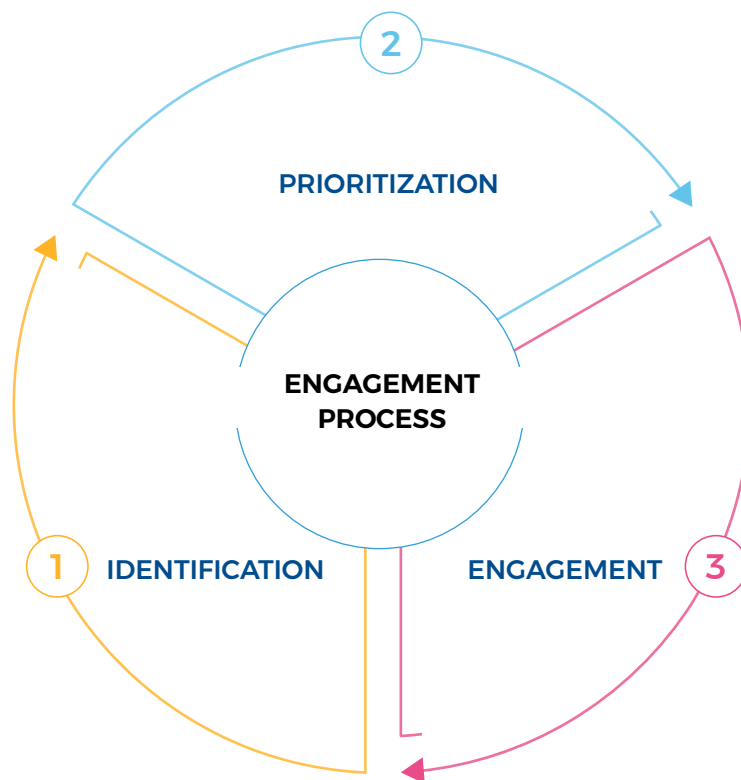 2
PRIORITIZATION
ENGAGEMENT
PROCESS
1
IDENTIFICATION
ENGAGEMENT
3